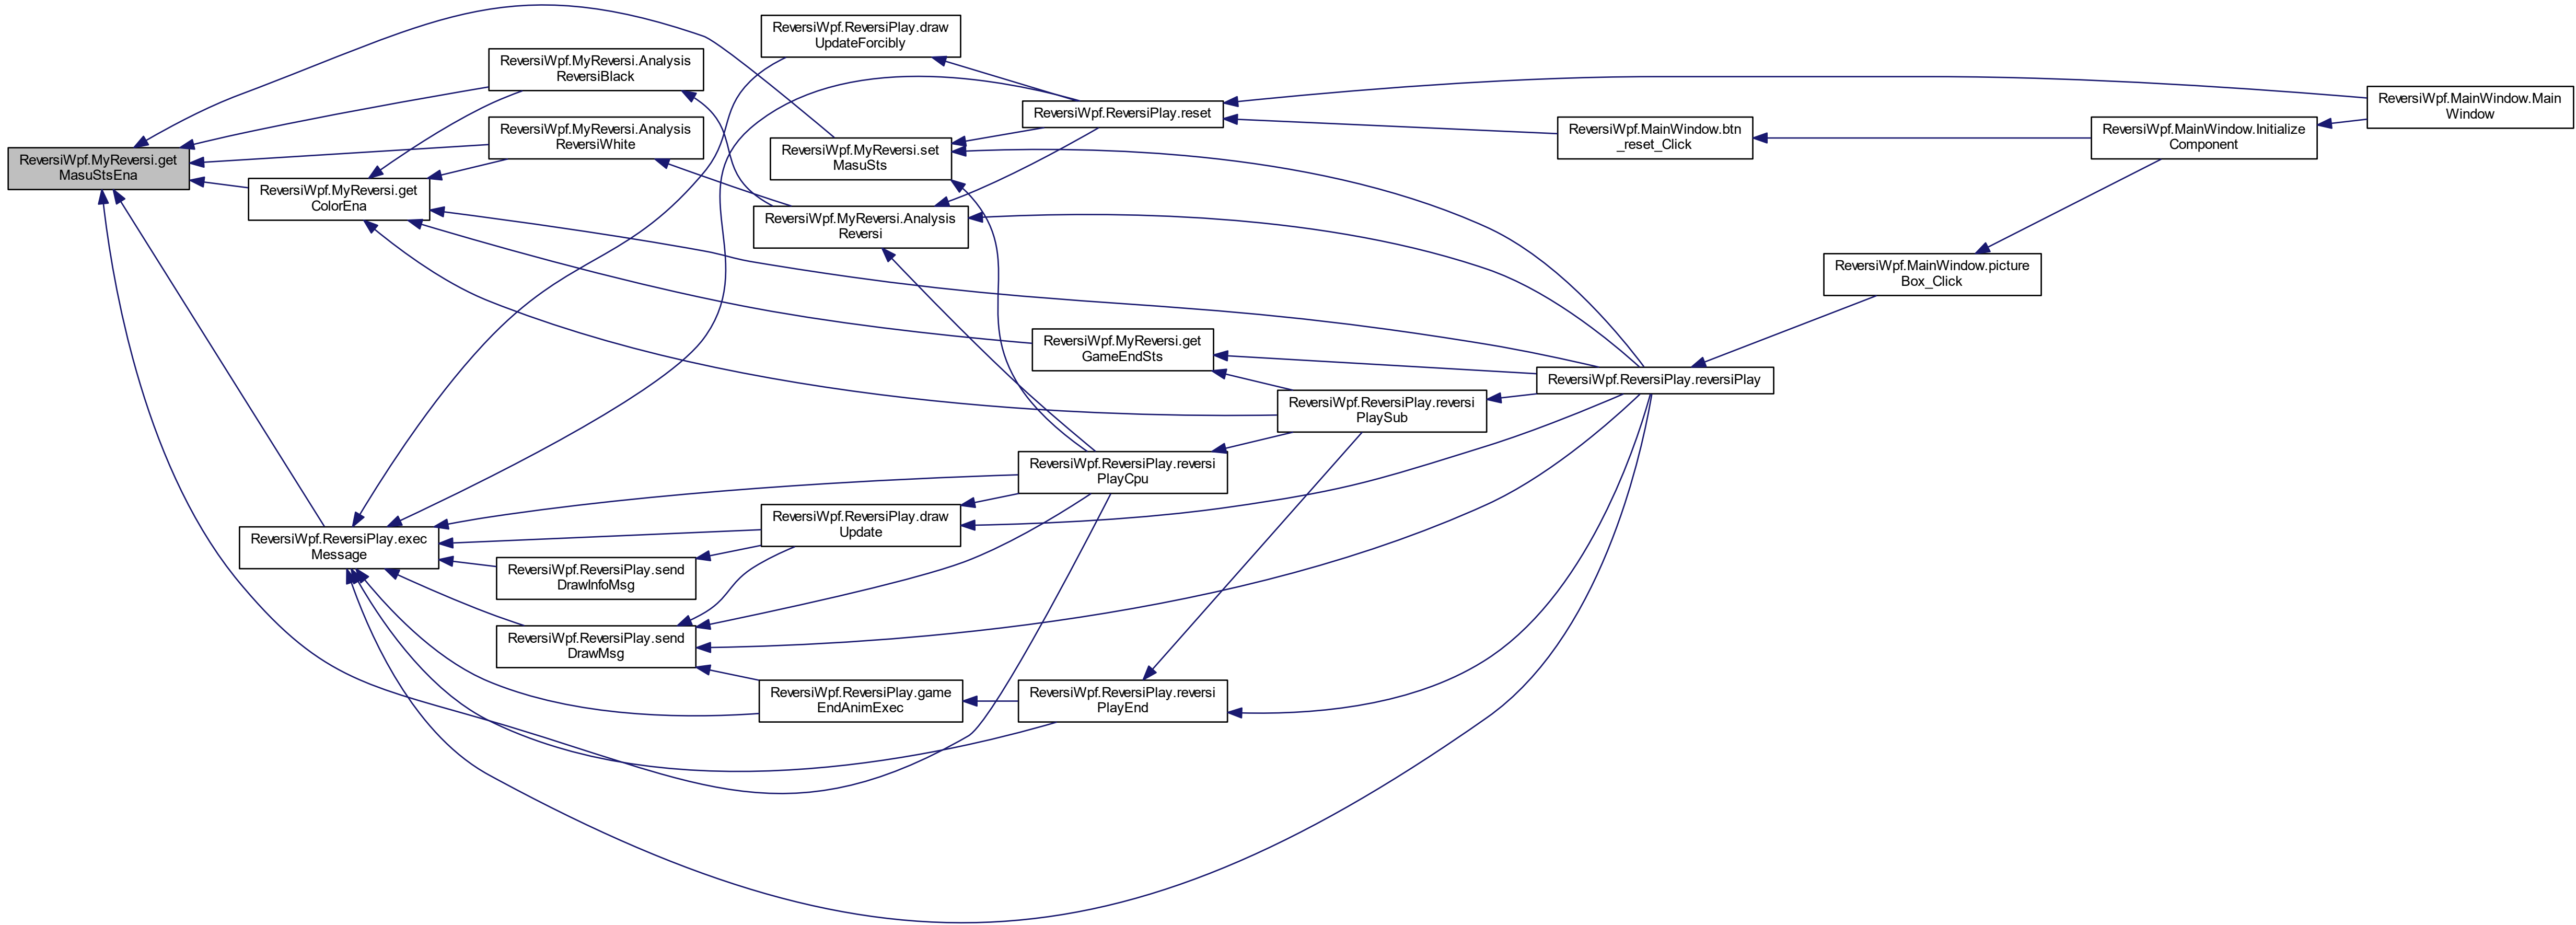 ReversiWpf.MyReversi.get
MasuStsEna
ReversiWpf.MyReversi.Analysis
ReversiBlack
ReversiWpf.MyReversi.Analysis
ReversiWhite
ReversiWpf.MyReversi.get
ColorEna
ReversiWpf.ReversiPlay.exec
Message
ReversiWpf.ReversiPlay.send
DrawInfoMsg
ReversiWpf.ReversiPlay.send
DrawMsg
ReversiWpf.ReversiPlay.draw
UpdateForcibly
ReversiWpf.MyReversi.set
MasuSts
ReversiWpf.MyReversi.Analysis
Reversi
ReversiWpf.ReversiPlay.draw
Update
ReversiWpf.ReversiPlay.game
EndAnimExec
ReversiWpf.ReversiPlay.reset
ReversiWpf.MyReversi.get
GameEndSts
ReversiWpf.ReversiPlay.reversi
PlayCpu
ReversiWpf.ReversiPlay.reversi
PlayEnd
ReversiWpf.ReversiPlay.reversi
PlaySub
ReversiWpf.MainWindow.btn
_reset_Click
ReversiWpf.ReversiPlay.reversiPlay
ReversiWpf.MainWindow.picture
Box_Click
ReversiWpf.MainWindow.Initialize
Component
ReversiWpf.MainWindow.Main
Window